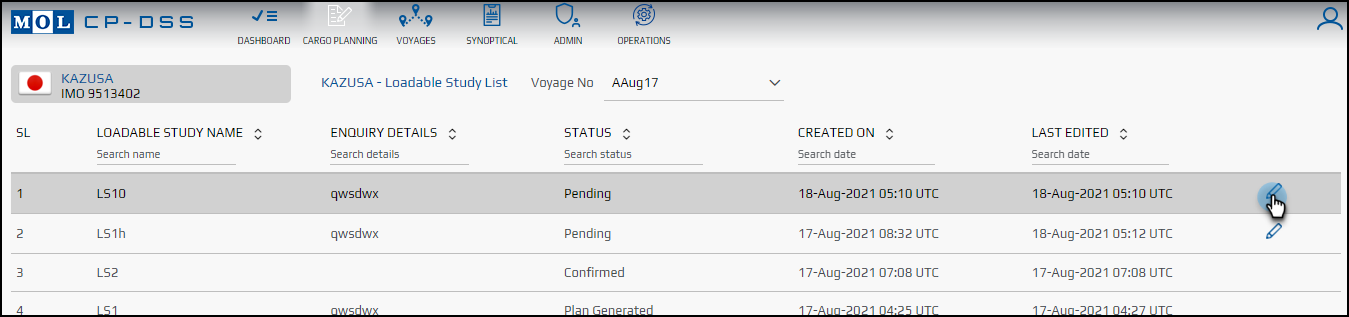 MOL CP-DSS
DASHBOARD CARGO PLANNING VOYAGES SYNOPTICAL ADMIN OPERATIONS
KAZUSA
IMO 9513402
KAZUSA - Loadable Study List Voyage No AAug17
SL LOADABLE STUDY NAME ENQUIRY DETAILS STATUS CREATED ON LAST EDITED
Search name Search details Search status Search date Search date
1 LS10 qwsdwx Pending 18-Aug-2021 05:10 UTC 18-Aug-2021 05:10 UTC
2 LS1h qwsdwx Pending 17-Aug-2021 08:32 UTC 18-Aug-2021 05:12 UTC
3 LS2 Confirmed 17-Aug-2021 07:08 UTC 17-Aug-2021 07:08 UTC
4 LS1 qwsdwx Plan Generated 17-Aug-2021 04:25 UTC 17-Aug-2021 04:27 UTC